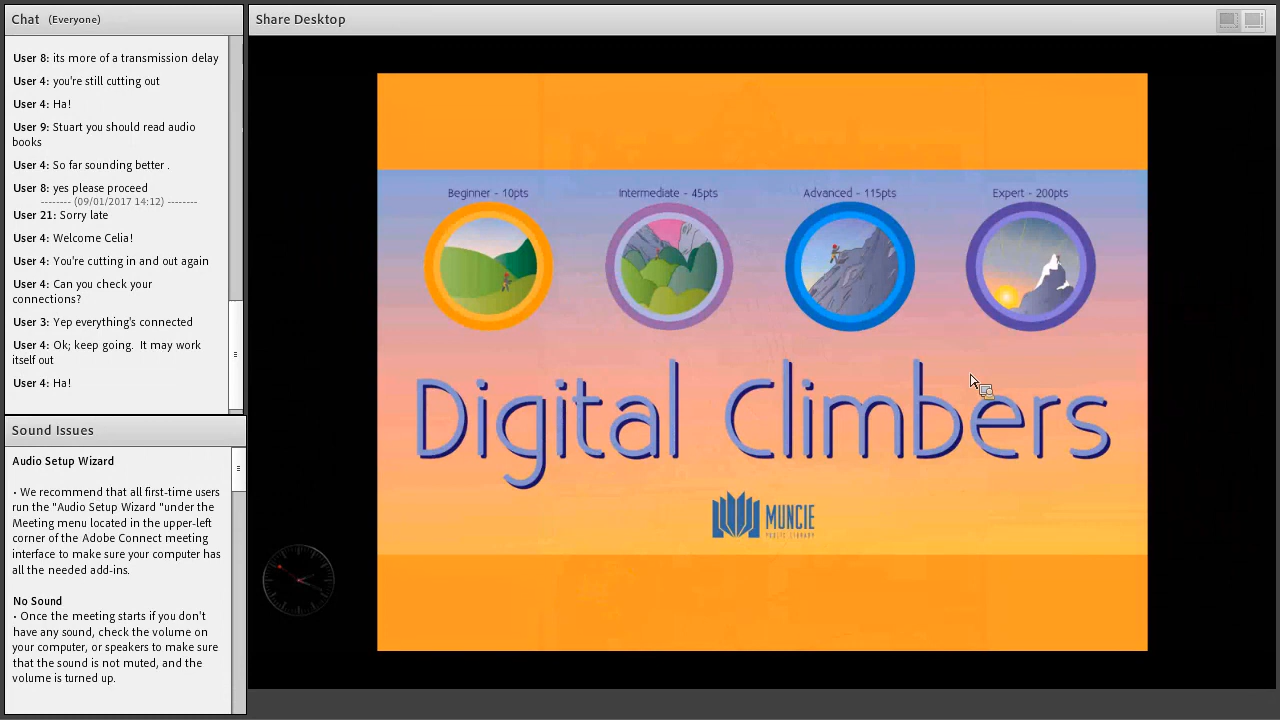 Chat (Everyone)
User 8: its more of a transmission delay
User 4: you're still cutting out
User 4: Ha!
User 9: Stuart you should read audio
books
User 4: So far sounding better .
User 8: yes please proceed
-------- (09/01/2017 14:12) --------
User 21: Sorry late
User 4: Welcome Celia!
User 4: You're cutting in and out again
User 4: Can you check your
connections?
User 3: Yep everything's connected
User 4: Ok; keep going. It may work
itself out
User 4: Ha!
Sound Issues
Audio Setup Wizard
• We recommend that all first-time users
run the "Audio Setup Wizard "under the
Meeting menu located in the upper-left
corner of the Adobe Connect meeting
interface to make sure your computer has
all the needed add-ins.
No Sound
• Once the meeting starts if you don't
have any sound, check the volume on
your computer, or speakers to make sure
that the sound is not muted, and the
volume is turned up.
Share Desktop
Beginner - 10pts
Intermediate - 45pts
Advanced - 115pts
Expert - 200pts
Digital Climbers
MUNCIE
PUBLIC LIBRARY